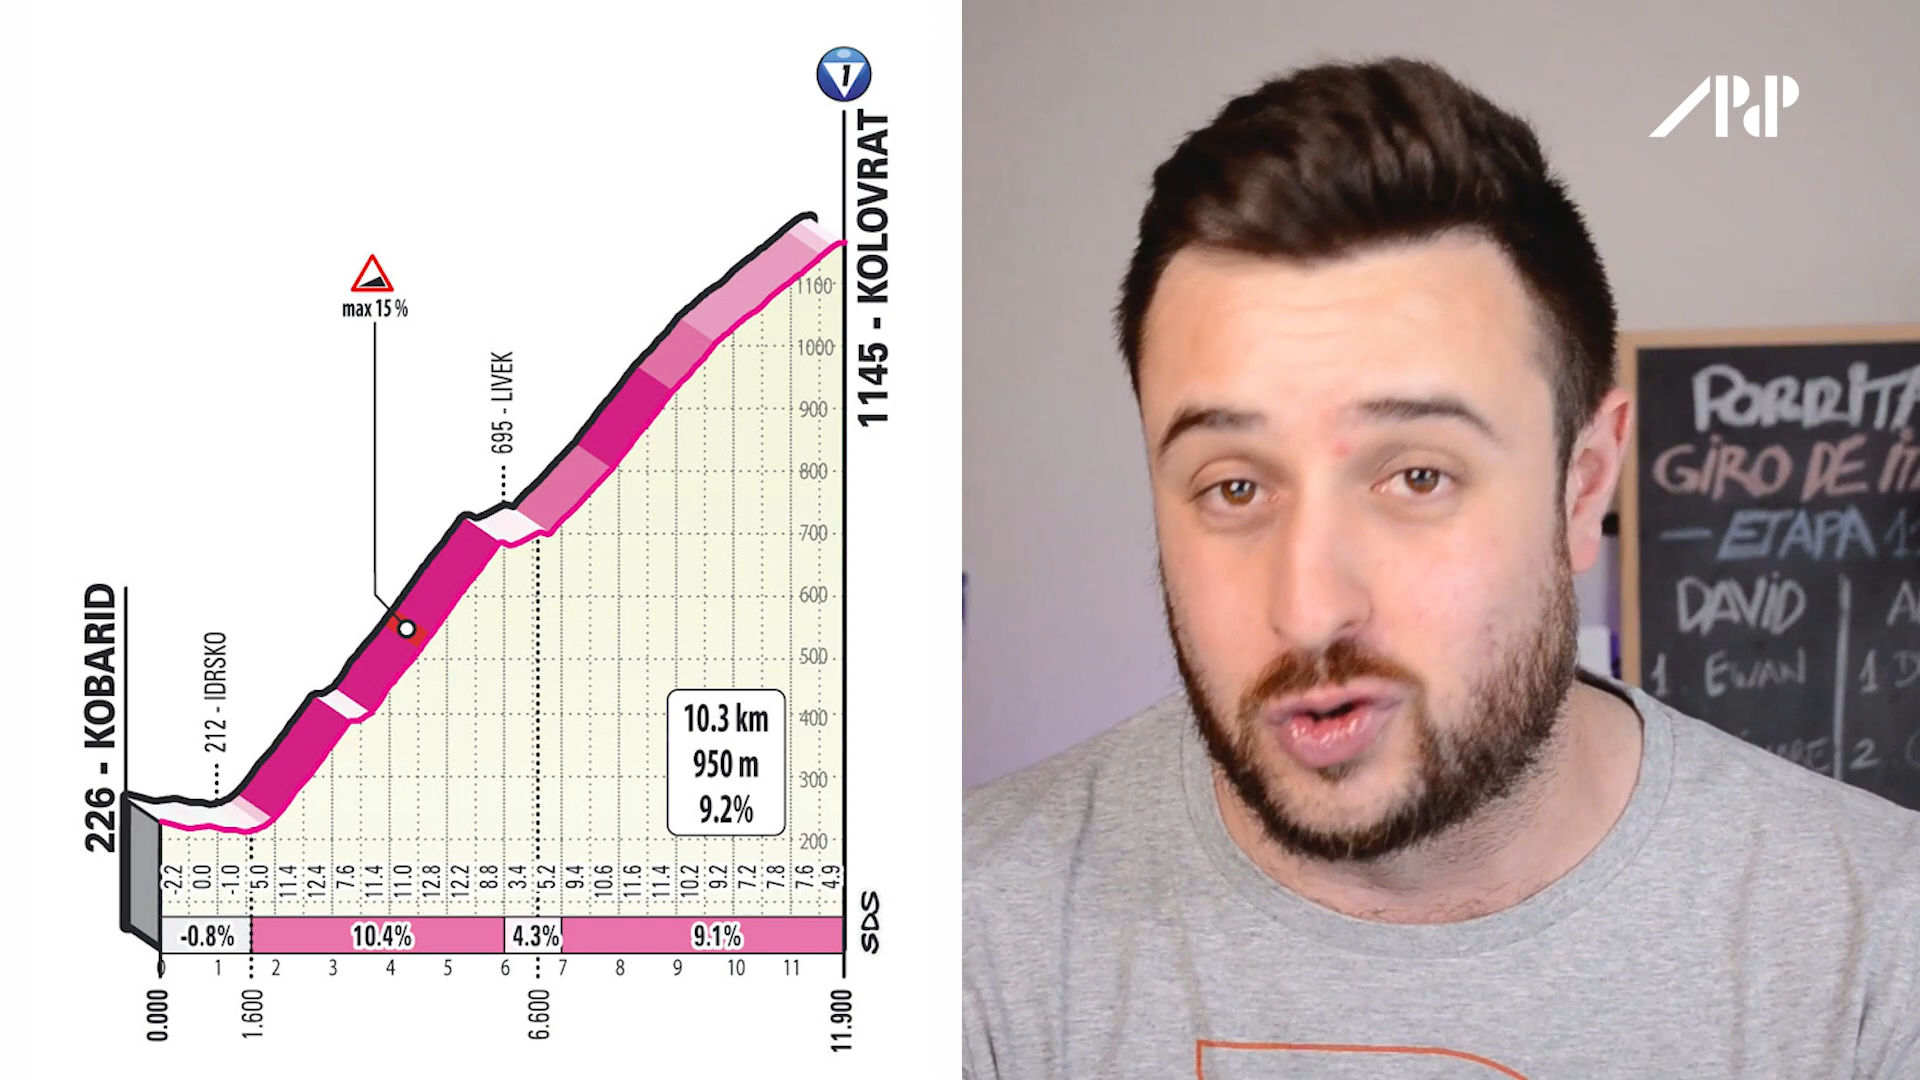 1
1145 - KOLOVRAT
max 15 %
695 - LIVEK
212 - IDRSKO
226 - KOBARID
1100
1000
900
800
700
600
500
400
300
200
10.3 km
950 m
9.2%
-2.2 0.0 -1.0 5.0 11.4 12.4 7.6 11.4 11.0 12.8 12.2 8.8 3.4 5.2 9.4 10.6 11.6 11.4 10.2 9.2 7.2 7.8 7.6 4.9
-0.8% 10.4% 4.3% 9.1%
SDS
0 1 2 3 4 5 6 7 8 9 10 11
0.000 1.600 6.600 11.900
APdP
PORRITA
GIRO DE
- ETAPA
DAVID
1 EWAN 1
2